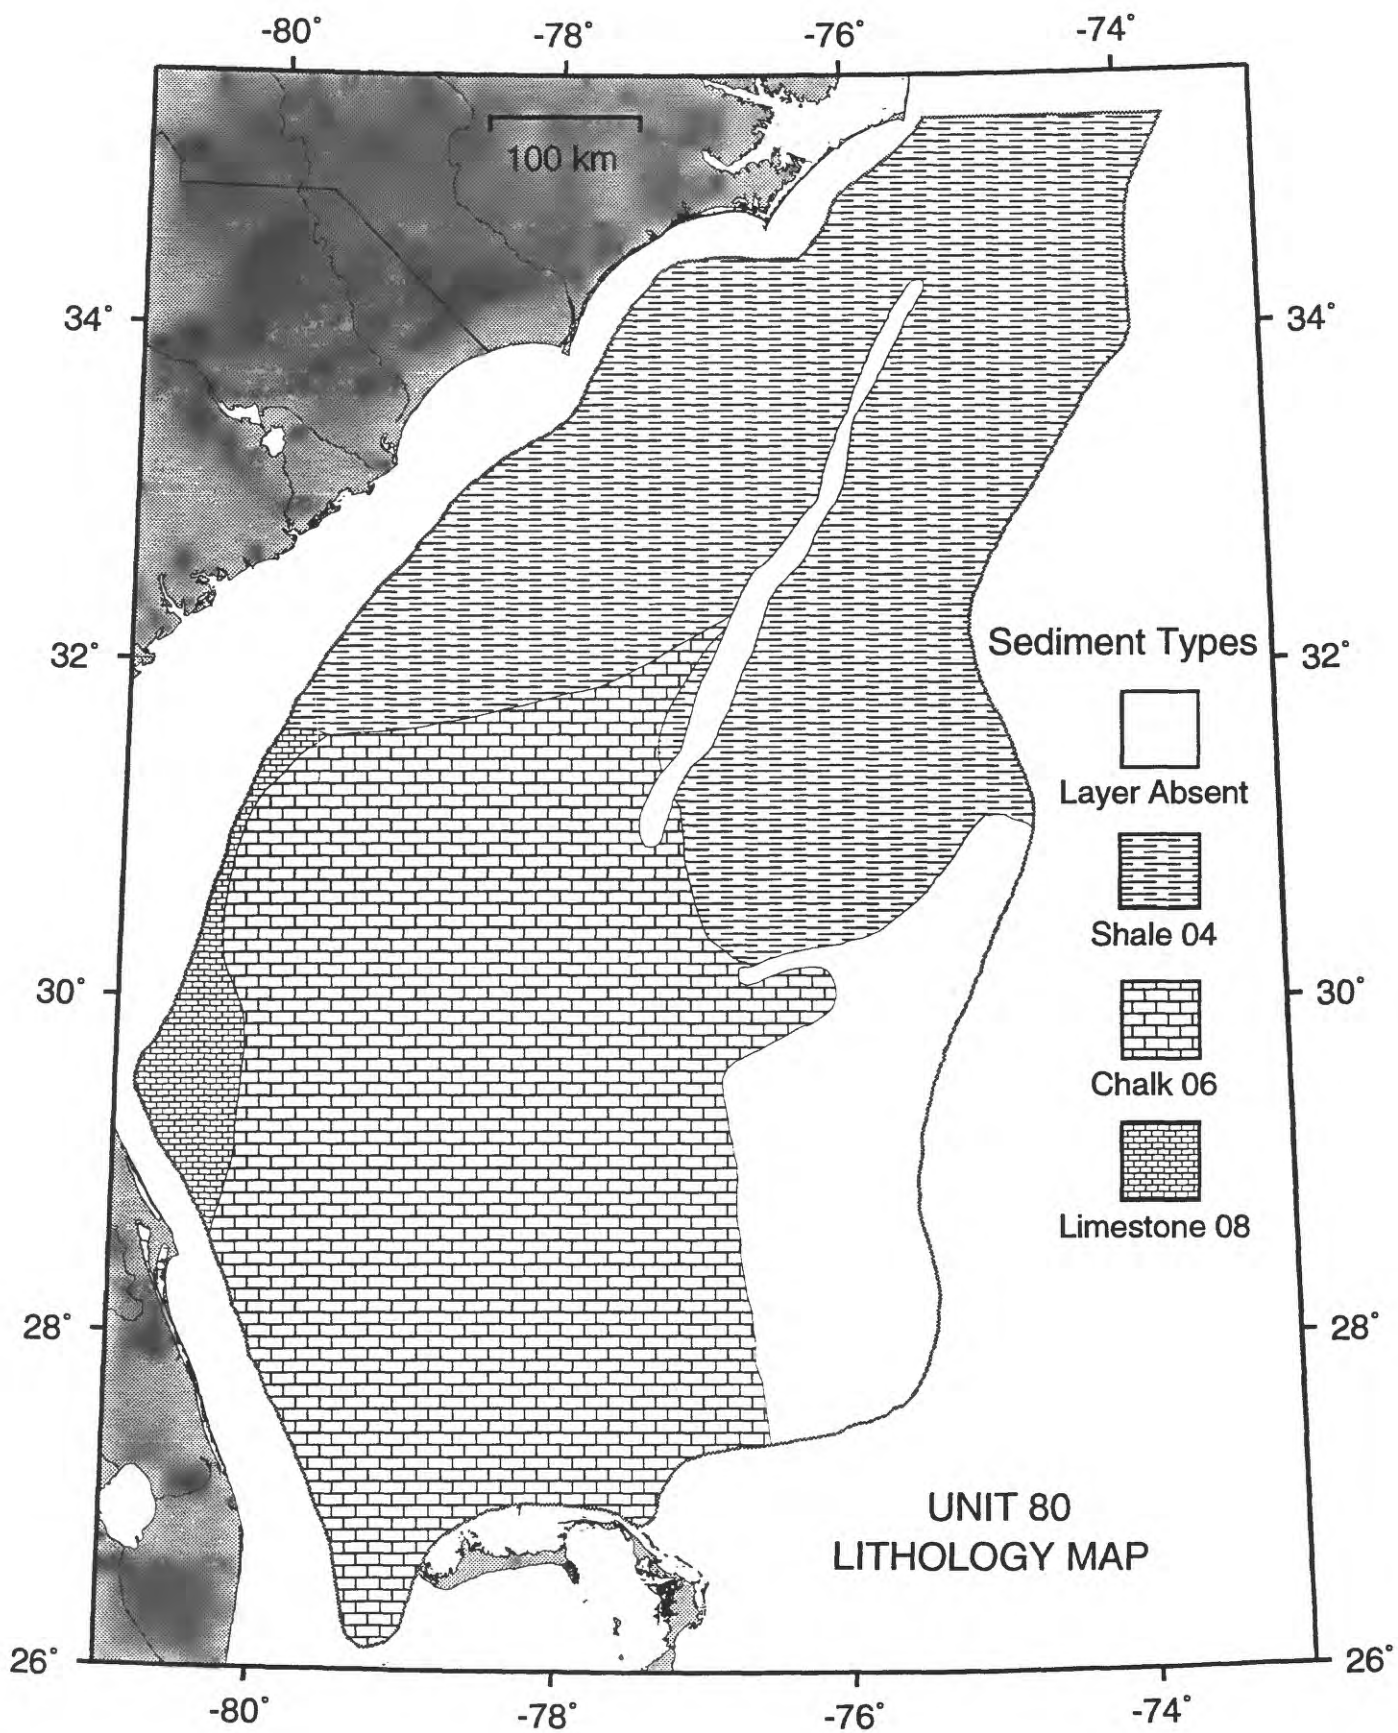 -80° -78° -76° -74°
100 km
34° 34°
32° 32°
Sediment Types
Layer Absent
Shale 04
30° 30°
Chalk 06
Limestone 08
28° 28°
UNIT 80
LITHOLOGY MAP
26° 26°
-80° -78° -76° -74°